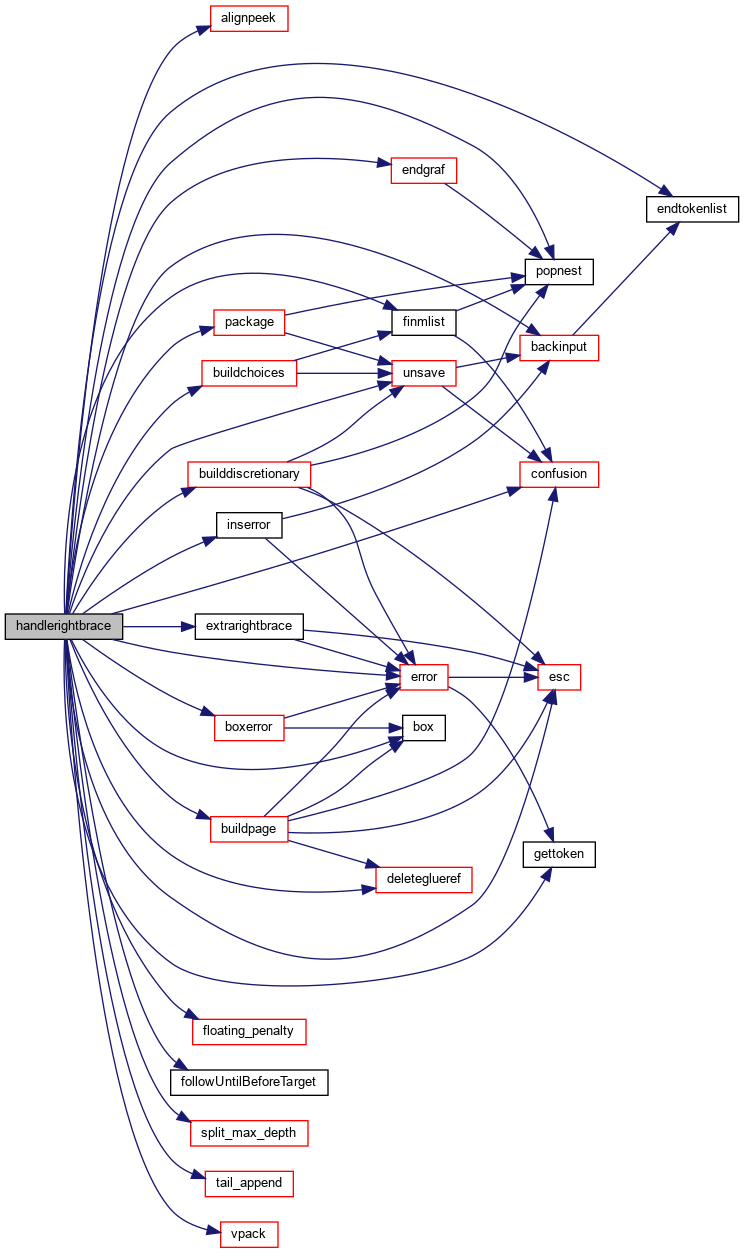 alignpeek
endgraf
endtokenlist
popnest
package
finmlist
backinput
buildchoices
unsave
builddiscretionary
confusion
inserror
handlerightbrace
extrarightbrace
error
esc
boxerror
box
buildpage
gettoken
deleteglueref
floating_penalty
followUntilBeforeTarget
split_max_depth
tail_append
vpack